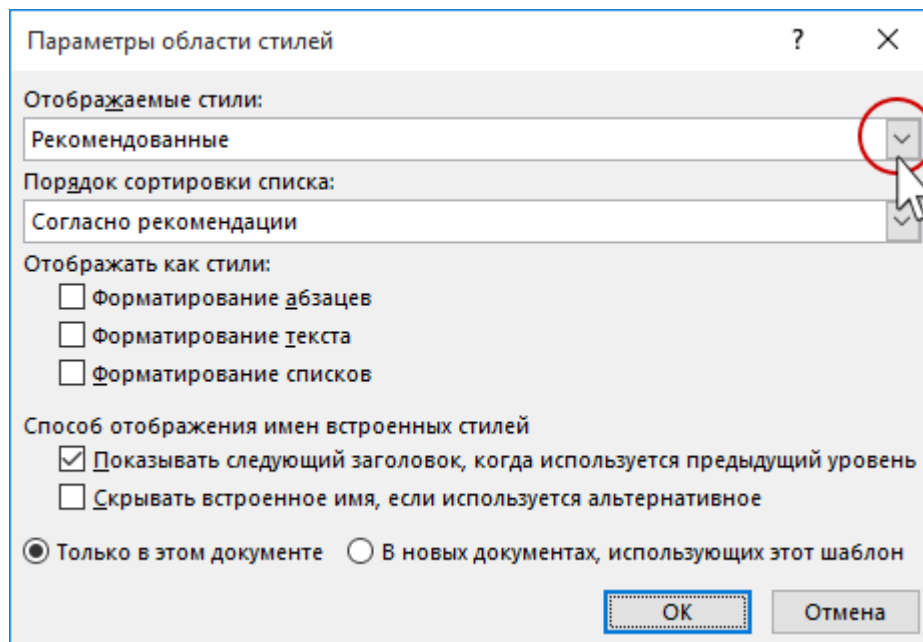 Параметры области стилей ?
Отображаемые стили:
Рекомендованные
Порядок сортировки списка:
Согласно рекомендации
Отображать как стили:
Форматирование абзацев
Форматирование текста
Форматирование списков
Способ отображения имен встроенных стилей
Показывать следующий заголовок, когда используется предыдущий уровень
Скрывать встроенное имя, если используется альтернативное
Только в этом документе В новых документах, использующих этот шаблон
ОК Отмена